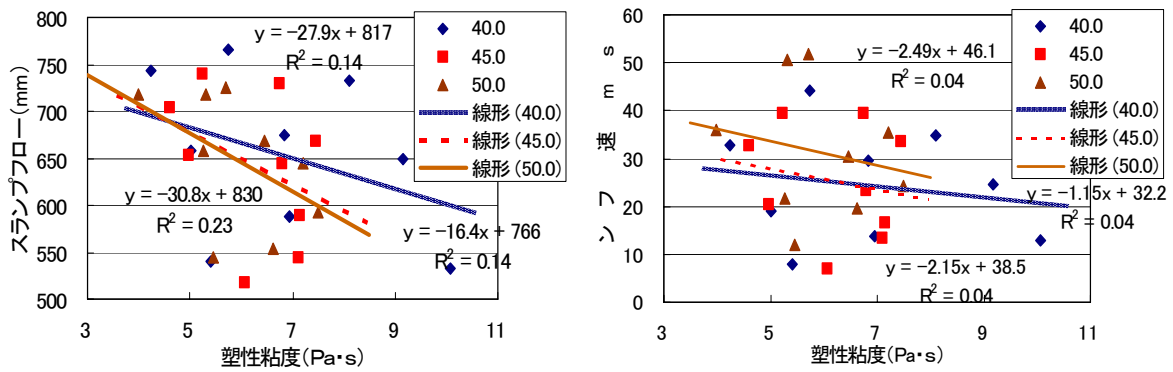 800
750
700
650
600
550
500
スランプフロー(mm)
3
5
7
9
11
塑性粘度(Pa・s)
y = -27.9x + 817
R² = 0.14
y = -30.8x + 830
R² = 0.23
y = -16.4x + 766
R² = 0.14
40.0
45.0
50.0
線形 (40.0)
線形 (45.0)
線形 (50.0)
60
50
40
30
20
10
0
ンフ速 m s
3
5
7
9
11
塑性粘度(Pa・s)
y = -2.49x + 46.1
R² = 0.04
y = -1.15x + 32.2
R² = 0.04
y = -2.15x + 38.5
R² = 0.04
40.0
45.0
50.0
線形 (40.0)
線形 (45.0)
線形 (50.0)